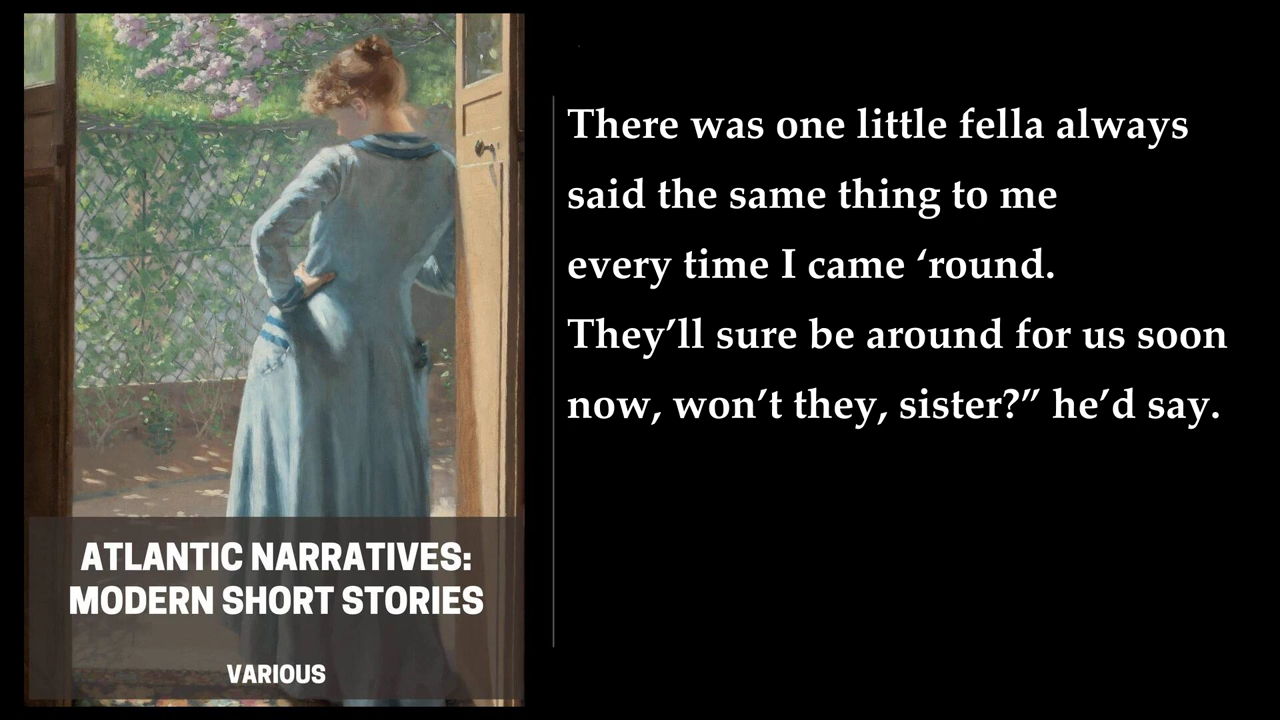 ATLANTIC NARRATIVES:
MODERN SHORT STORIES
VARIOUS
There was one little fella always
said the same thing to me
every time I came ‘round.
They’ll sure be around for us soon
now, won’t they, sister?” he’d say.